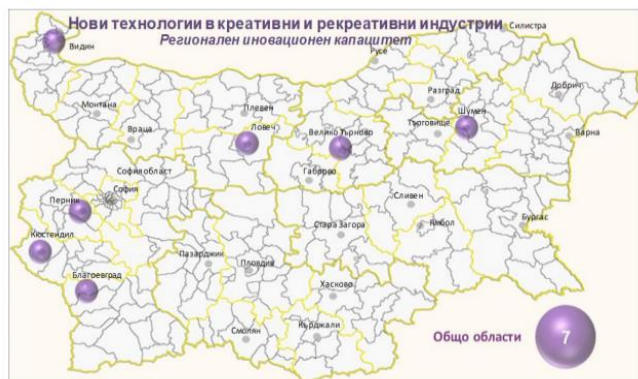 Нови технологии в креативни и рекреативни индустрии
Регионален иновационен капацитет
Силистра
Видин
Русе
Добрич
Разград
Монтана
Плевен
Шумен
Ловеч
Велико Търново
Търговище
Варна
Враца
София област
Габрово
София
Перник
Сливен
Стара Загора
Ямбол
Бургас
Кюстендил
Пазарджик
Пловдив
Благоевград
Хасково
Смолян
Кърджали
Общо области
7